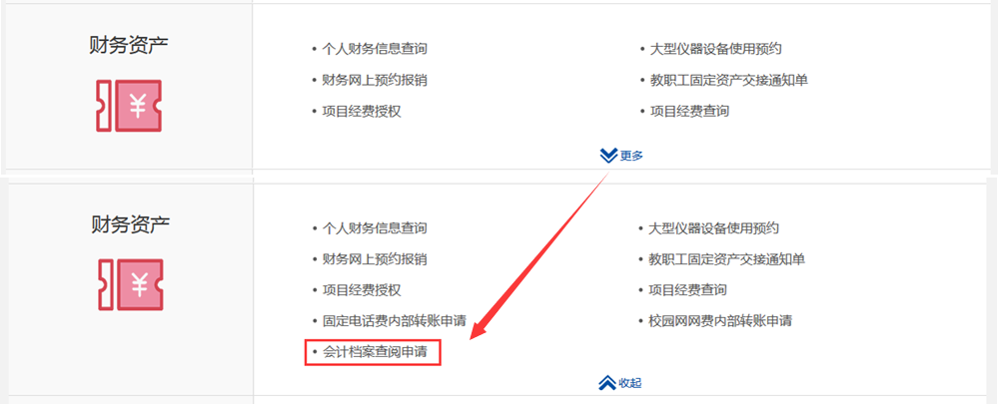 财务资产
¥
• 个人财务信息查询
• 大型仪器设备使用预约
• 财务网上预约报销
• 教职工固定资产交接通知单
• 项目经费授权
• 项目经费查询
更多
财务资产
¥
• 个人财务信息查询
• 大型仪器设备使用预约
• 财务网上预约报销
• 教职工固定资产交接通知单
• 项目经费授权
• 项目经费查询
• 固定电话费内部转账申请
• 校园网网费内部转账申请
• 会计档案查阅申请
收起